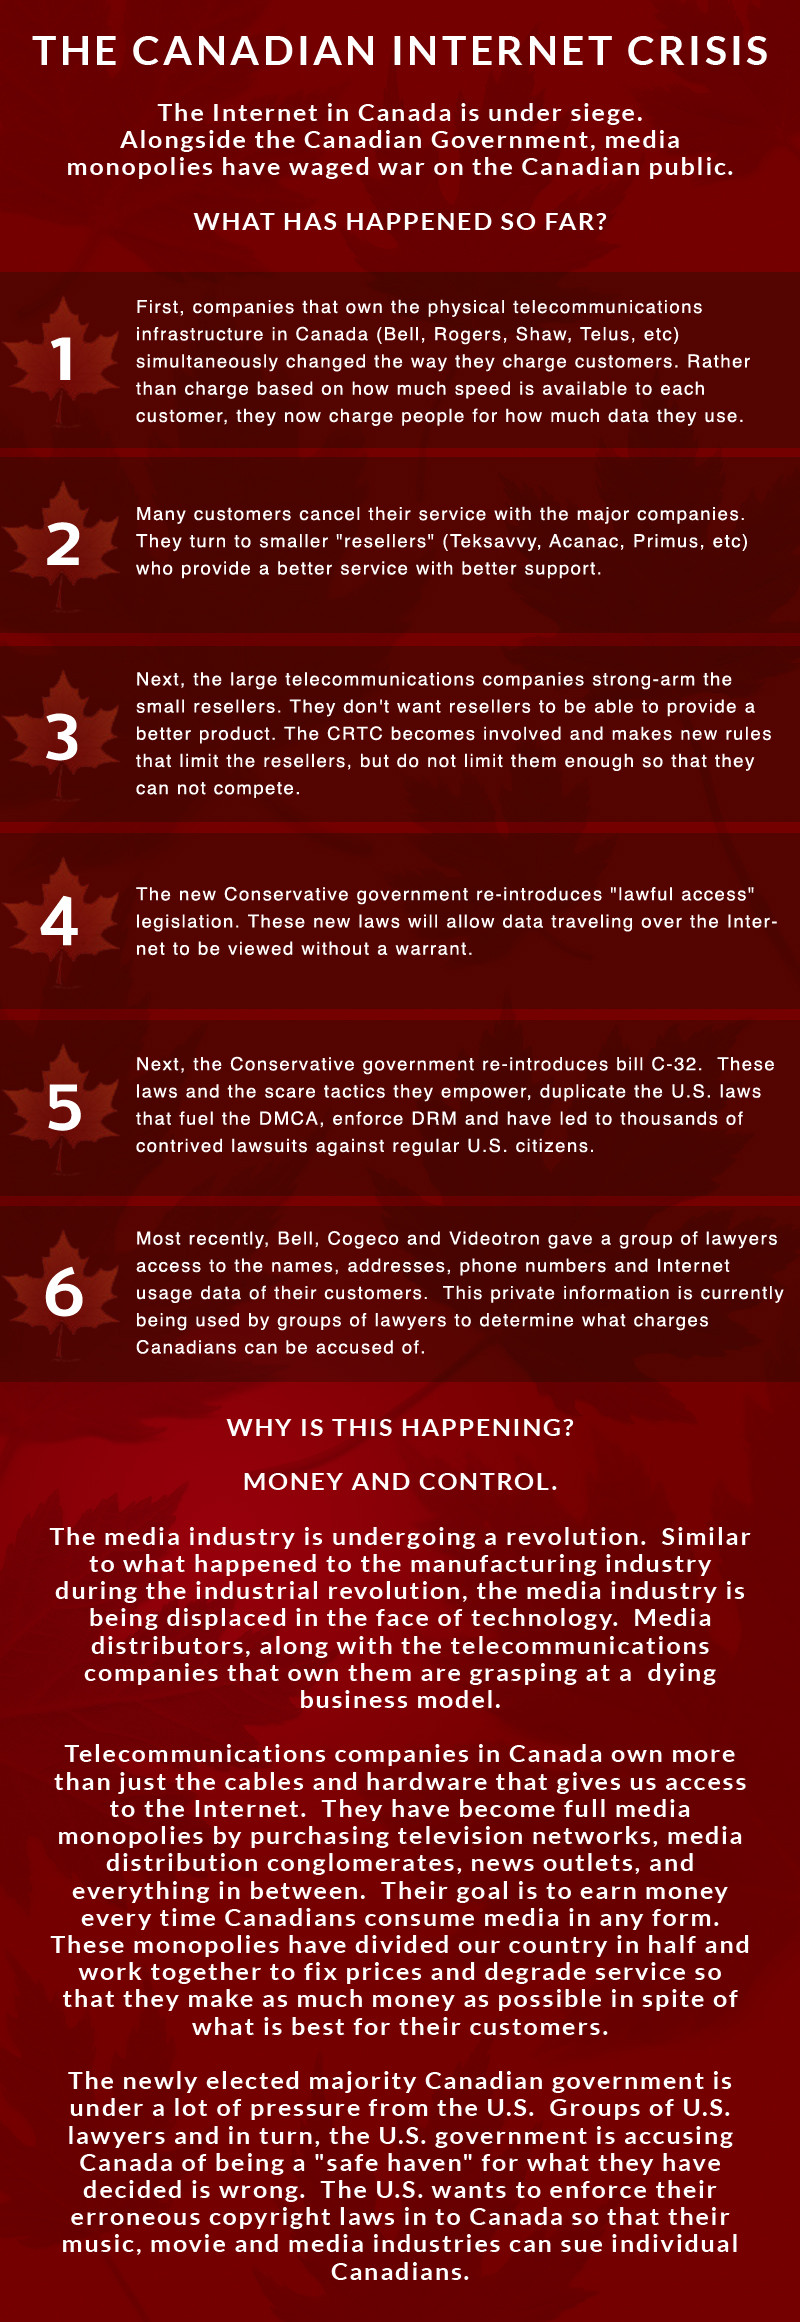 THE CANADIAN INTERNET CRISIS
The Internet in Canada is under siege.
Alongside the Canadian Government, media
monopolies have waged war on the Canadian public.
WHAT HAS HAPPENED SO FAR?
1
First, companies that own the physical telecommunications
infrastructure in Canada (Bell, Rogers, Shaw, Telus, etc)
simultaneously changed the way they charge customers. Rather
than charge based on how much speed is available to each
customer, they now charge people for how much data they use.
2
Many customers cancel their service with the major companies.
They turn to smaller "resellers" (Teksavvy, Acanac, Primus, etc)
who provide a better service with better support.
3
Next, the large telecommunications companies strong-arm the
small resellers. They don't want resellers to be able to provide a
better product. The CRTC becomes involved and makes new rules
that limit the resellers, but do not limit them enough so that they
can not compete.
4
The new Conservative government re-introduces "lawful access"
legislation. These new laws will allow data traveling over the Inter-
net to be viewed without a warrant.
5
Next, the Conservative government re-introduces bill C-32.  These
laws and the scare tactics they empower, duplicate the U.S. laws
that fuel the DMCA, enforce DRM and have led to thousands of
contrived lawsuits against regular U.S. citizens.
6
Most recently, Bell, Cogeco and Videotron gave a group of lawyers
access to the names, addresses, phone numbers and Internet
usage data of their customers.  This private information is currently
being used by groups of lawyers to determine what charges
Canadians can be accused of.
WHY IS THIS HAPPENING?
MONEY AND CONTROL.
The media industry is undergoing a revolution.  Similar
to what happened to the manufacturing industry
during the industrial revolution, the media industry is
being displaced in the face of technology.  Media
distributors, along with the telecommunications
companies that own them are grasping at a  dying
business model.
Telecommunications companies in Canada own more
than just the cables and hardware that gives us access
to the Internet.  They have become full media
monopolies by purchasing television networks, media
distribution conglomerates, news outlets, and
everything in between.  Their goal is to earn money
every time Canadians consume media in any form.
These monopolies have divided our country in half and
work together to fix prices and degrade service so
that they make as much money as possible in spite of
what is best for their customers.
The newly elected majority Canadian government is
under a lot of pressure from the U.S.  Groups of U.S.
lawyers and in turn, the U.S. government is accusing
Canada of being a "safe haven" for what they have
decided is wrong.  The U.S. wants to enforce their
erroneous copyright laws in to Canada so that their
music, movie and media industries can sue individual
Canadians.